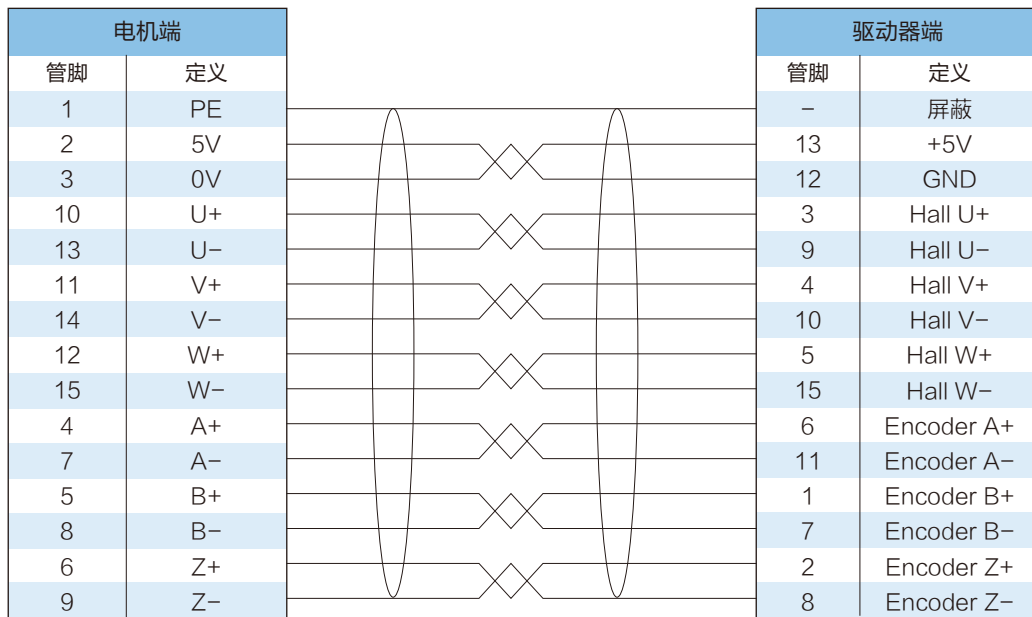 电机端 驱动器端
管脚 定义 管脚 定义
1 PE – 屏蔽
2 5V 13 +5V
3 0V 12 GND
10 U+ 3 Hall U+
13 U– 9 Hall U–
11 V+ 4 Hall V+
14 V– 10 Hall V–
12 W+ 5 Hall W+
15 W– 15 Hall W–
4 A+ 6 Encoder A+
7 A– 11 Encoder A–
5 B+ 1 Encoder B+
8 B– 7 Encoder B–
6 Z+ 2 Encoder Z+
9 Z– 8 Encoder Z–